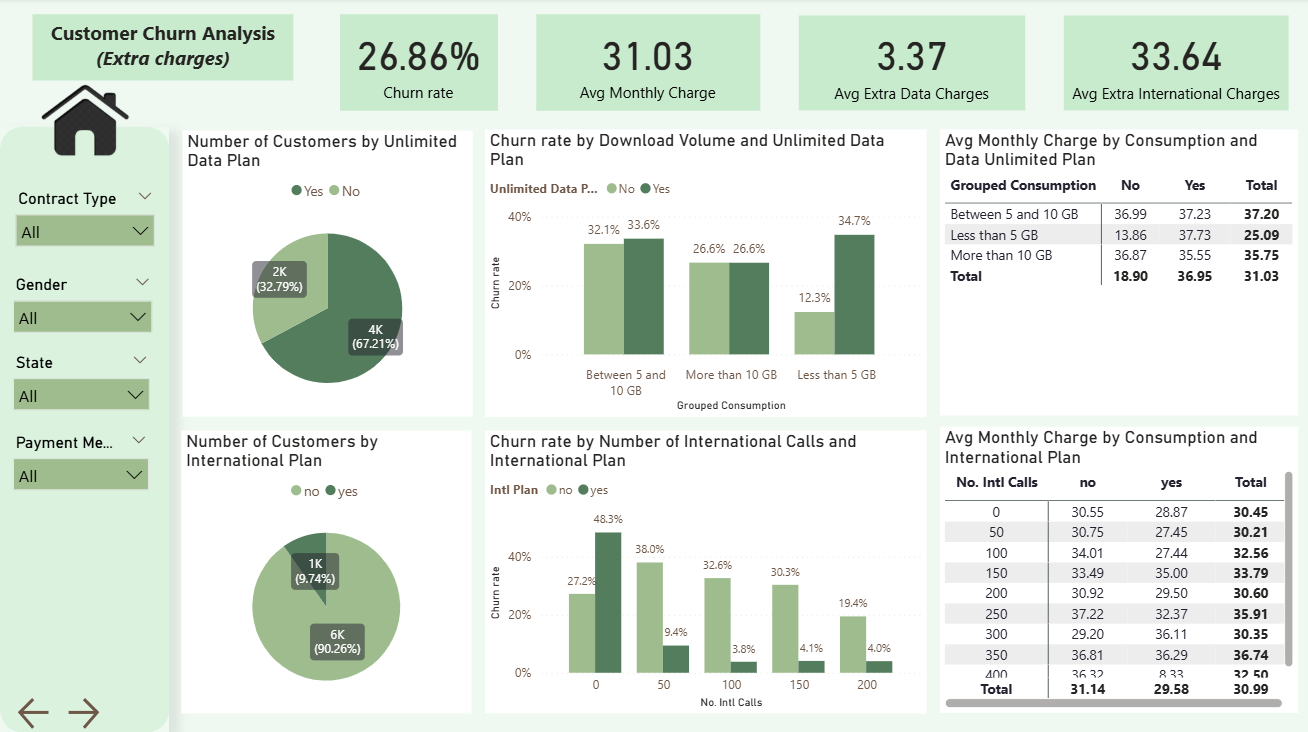 Customer Churn Analysis
(Extra charges)
26.86%
Churn rate
31.03
Avg Monthly Charge
3.37
Avg Extra Data Charges
33.64
Avg Extra International Charges
Contract Type
All
Gender
All
State
All
Payment Me...
All
Number of Customers by Unlimited
Data Plan
Yes No
2K
(32.79%)
4K
(67.21%)
Churn rate by Download Volume and Unlimited Data
Plan
Unlimited Data P... No Yes
Churn rate
40%
20%
0%
32.1% 33.6%
26.6% 26.6%
12.3% 34.7%
Between 5 and
10 GB
More than 10 GB
Less than 5 GB
Grouped Consumption
Avg Monthly Charge by Consumption and
Data Unlimited Plan
Grouped Consumption No Yes Total
Between 5 and 10 GB 36.99 37.23 37.20
Less than 5 GB 13.86 37.73 25.09
More than 10 GB 36.87 35.55 35.75
Total 18.90 36.95 31.03
Number of Customers by
International Plan
no yes
1K
(9.74%)
6K
(90.26%)
Churn rate by Number of International Calls and
International Plan
Intl Plan no yes
Churn rate
40%
20%
0%
27.2% 48.3%
38.0% 9.4%
32.6% 3.8%
30.3% 4.1%
19.4% 4.0%
0 50 100 150 200
No. Intl Calls
Avg Monthly Charge by Consumption and
International Plan
No. Intl Calls no yes Total
0 30.55 28.87 30.45
50 30.75 27.45 30.21
100 34.01 27.44 32.56
150 33.49 35.00 33.79
200 30.92 29.50 30.60
250 37.22 32.37 35.91
300 29.20 36.11 30.35
350 36.81 36.29 36.74
400 36.32 8.33 32.50
Total 31.14 29.58 30.99